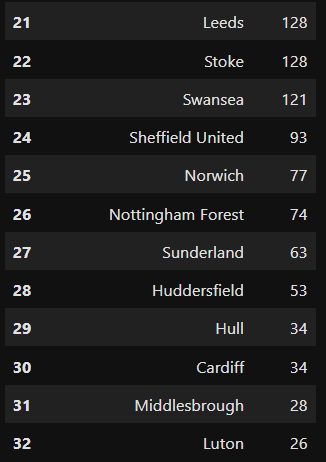 21 Leeds 128
22 Stoke 128
23 Swansea 121
24 Sheffield United 93
25 Norwich 77
26 Nottingham Forest 74
27 Sunderland 63
28 Huddersfield 53
29 Hull 34
30 Cardiff 34
31 Middlesbrough 28
32 Luton 26